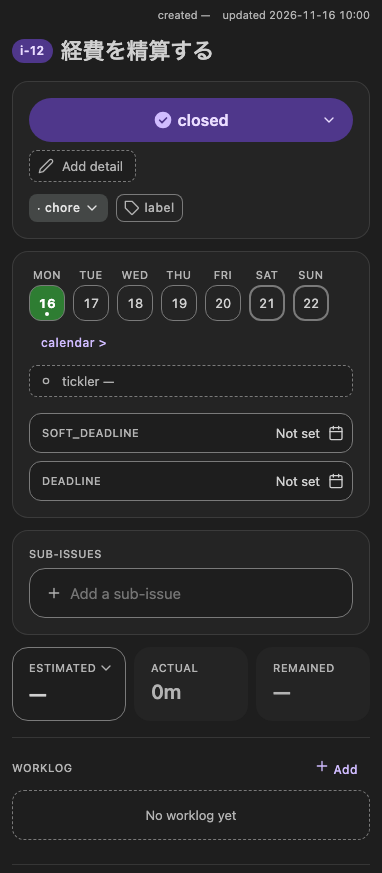 created — updated 2026-11-16 10:00
i-12 経費を精算する
closed
Add detail
· chore label
MON TUE WED THU FRI SAT SUN
16 17 18 19 20 21 22
calendar >
tickler —
SOFT_DEADLINE Not set
DEADLINE Not set
SUB-ISSUES
+ Add a sub-issue
ESTIMATED ACTUAL REMAINED
— 0m —
WORKLOG + Add
No worklog yet